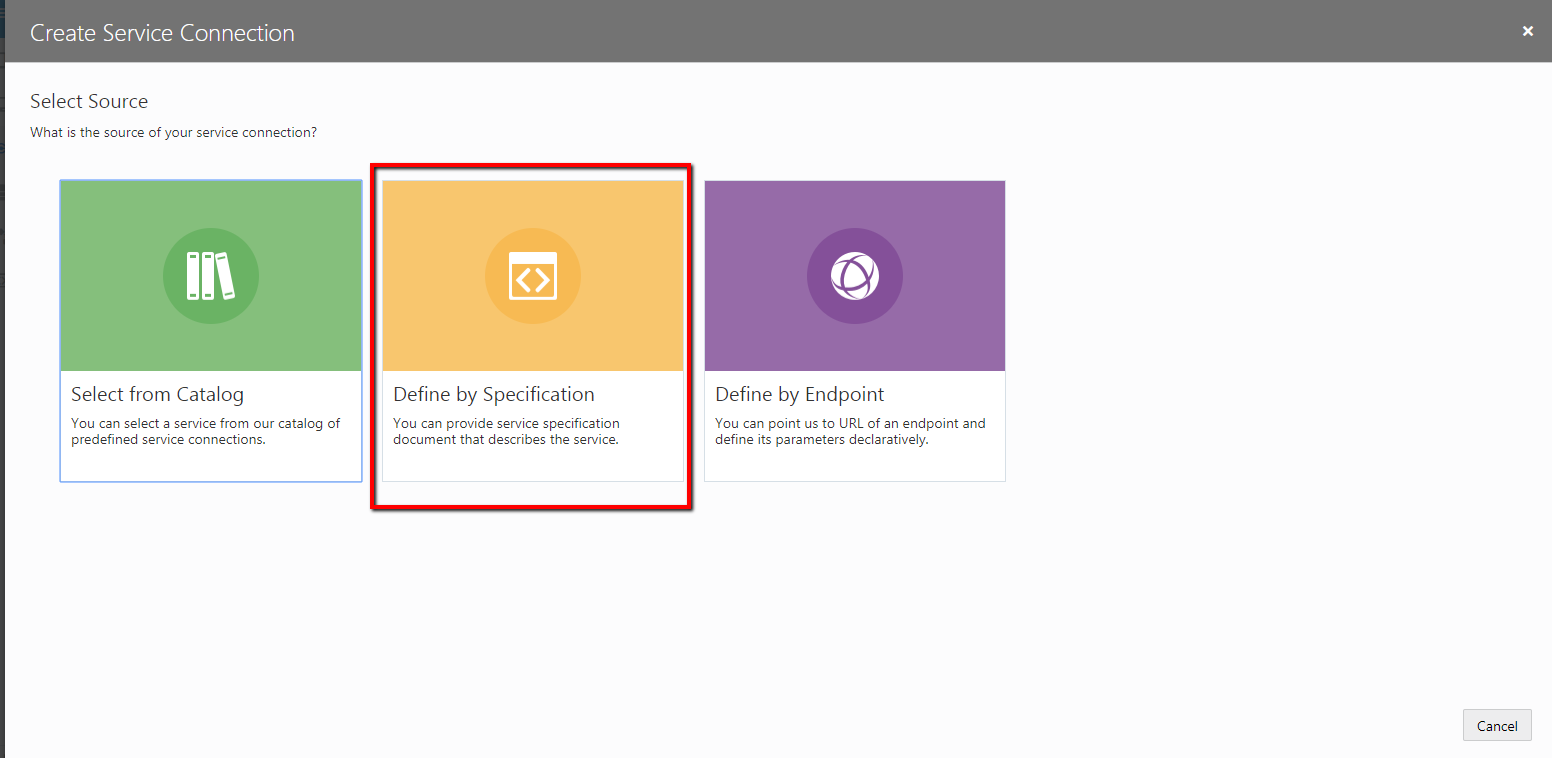 Create Service Connection
Select Source
What is the source of your service connection?
Select from Catalog
You can select a service from our catalog of
predefined service connections.
Define by Specification
You can provide service specification
document that describes the service.
Define by Endpoint
You can point us to URL of an endpoint and
define its parameters declaratively.
Cancel